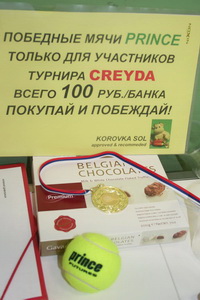 ПОБЕДНЫЕ МЯЧИ PRINCE
ТОЛЬКО ДЛЯ УЧАСТНИКОВ
ТУРНИРА CREYDA
ВСЕГО 100 РУБ./БАНКА
ПОКУПАЙ И ПОБЕЖДАЙ!
KOROVKA SOL
approved & recommended
BELGIAN
CHOCOLATES
Premium
prince